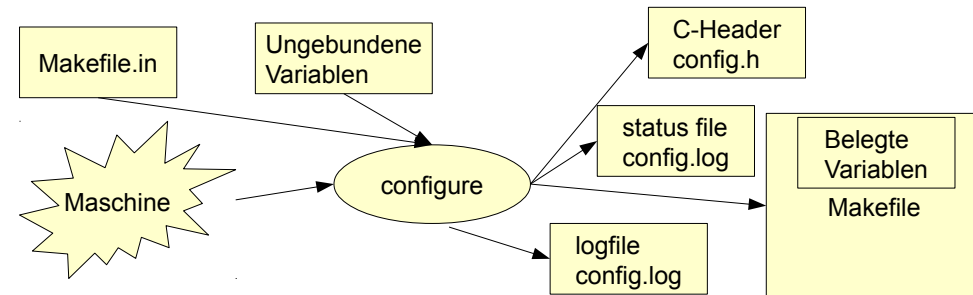 Makefile.in
Ungebundene
Variablen
C-Header
config.h
status file
config.log
Belegte
Variablen
Makefile
Maschine
configure
logfile
config.log